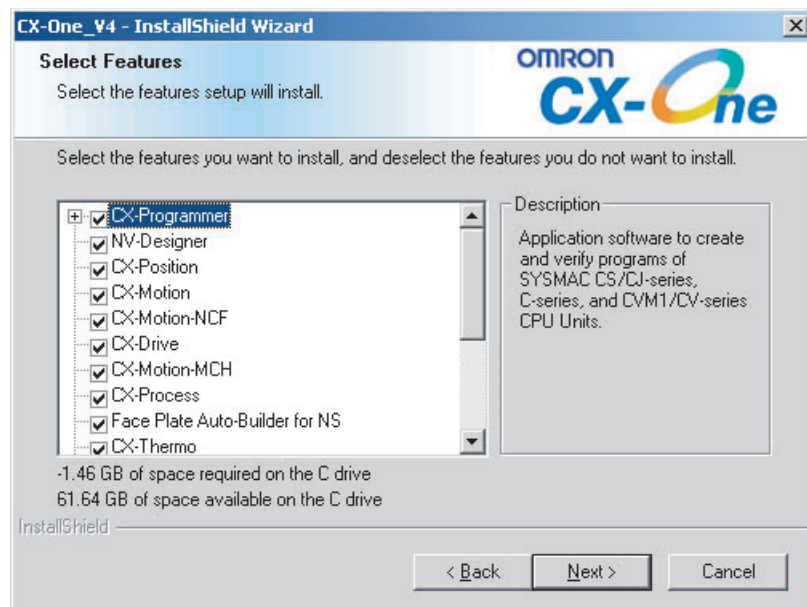 CX-One_V4 - InstallShield Wizard
Select Features
Select the features setup will install.
OMRON
CX-One
Select the features you want to install, and deselect the features you do not want to install.
CX-Programmer
NV-Designer
CX-Position
CX-Motion
CX-Motion-NCF
CX-Drive
CX-Motion-MCH
CX-Process
Face Plate Auto-Builder for NS
CX-Thermo
Description
Application software to create
and verify programs of
SYSMAC CS/CJ-series,
C-series, and CVM1/CV-series
CPU Units.
-1.46 GB of space required on the C drive
61.64 GB of space available on the C drive
InstallShield
< Back
Next >
Cancel